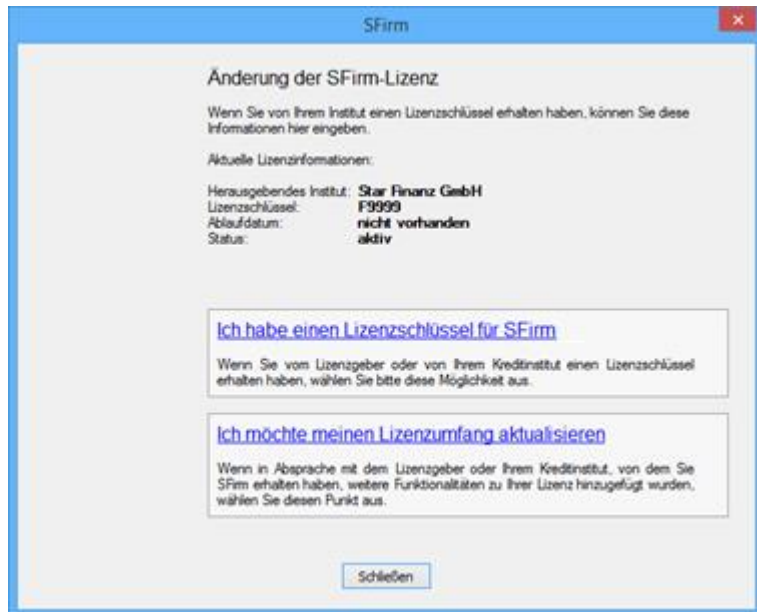 SFirm
Änderung der SFirm-Lizenz
Wenn Sie von Ihrem Institut einen Lizenzschlüssel erhalten haben, können Sie diese
Informationen hier eingeben.
Aktuelle Lizenzinformationen:
Herausgebendes Institut: Star Finanz GmbH
Lizenzschlüssel: F9999
Ablaufdatum: nicht vorhanden
Status: aktiv
Ich habe einen Lizenzschlüssel für SFirm
Wenn Sie vom Lizenzgeber oder von Ihrem Kreditinstitut einen Lizenzschlüssel
erhalten haben, wählen Sie bitte diese Möglichkeit aus.
Ich möchte meinen Lizenzumfang aktualisieren
Wenn in Absprache mit dem Lizenzgeber oder Ihrem Kreditinstitut, von dem Sie
SFirm erhalten haben, weitere Funktionalitäten zu Ihrer Lizenz hinzugefügt wurden,
wählen Sie diesen Punkt aus.
Schließen